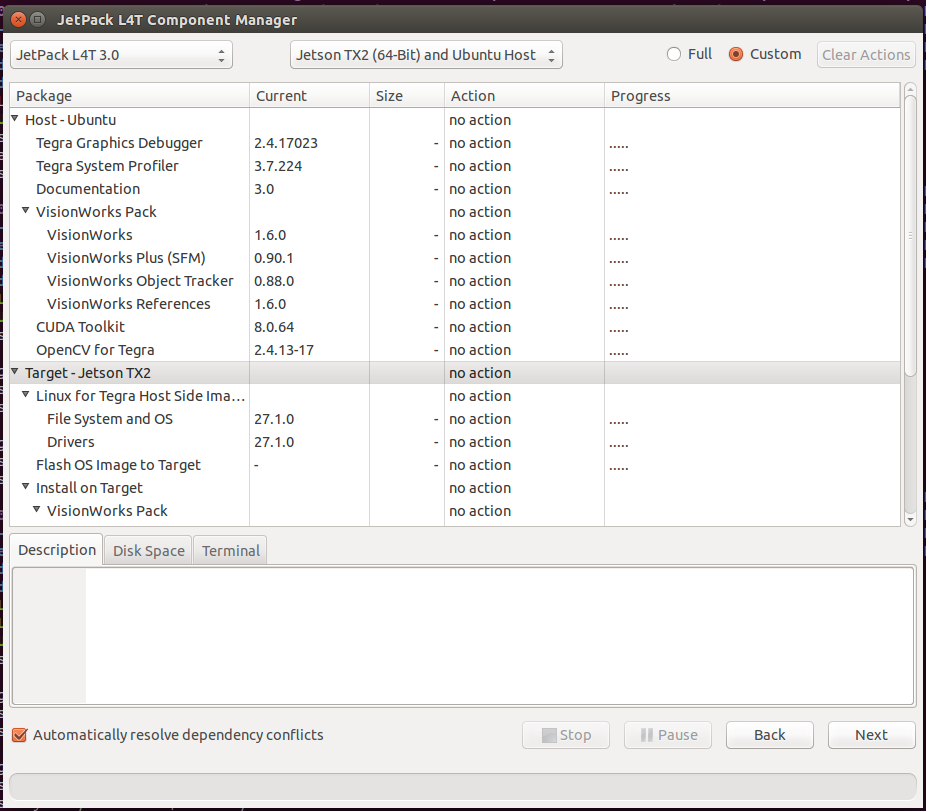 JetPack L4T Component Manager
JetPack L4T 3.0 Jetson TX2 (64-Bit) and Ubuntu Host Full Custom Clear Actions
Package Current Size Action Progress
Host - Ubuntu no action
Tegra Graphics Debugger 2.4.17023 - no action .....
Tegra System Profiler 3.7.224 - no action .....
Documentation 3.0 - no action .....
VisionWorks Pack no action
VisionWorks 1.6.0 - no action .....
VisionWorks Plus (SFM) 0.90.1 - no action .....
VisionWorks Object Tracker 0.88.0 - no action .....
VisionWorks References 1.6.0 - no action .....
CUDA Toolkit 8.0.64 - no action .....
OpenCV for Tegra 2.4.13-17 - no action .....
Target - Jetson TX2 no action
Linux for Tegra Host Side Ima... no action
File System and OS 27.1.0 - no action .....
Drivers 27.1.0 - no action .....
Flash OS Image to Target - - no action .....
Install on Target no action
VisionWorks Pack no action
Description Disk Space Terminal
Automatically resolve dependency conflicts Stop Pause Back Next